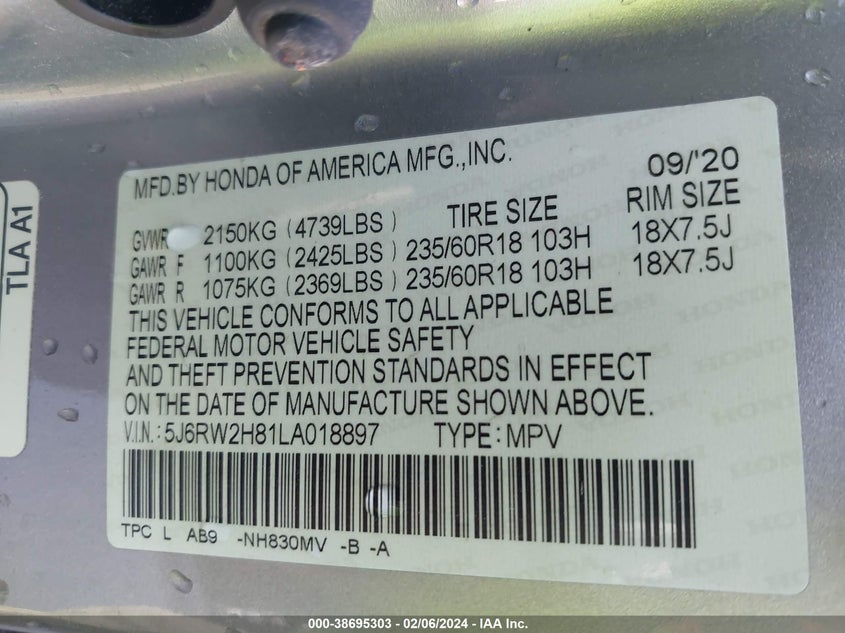 MFD.BY HONDA OF AMERICA MFG.,INC. 09/'20
GVWR 2150KG (4739LBS) TIRE SIZE RIM SIZE
GAWR F 1100KG (2425LBS) 235/60R18 103H 18X7.5J
GAWR R 1075KG (2369LBS) 235/60R18 103H 18X7.5J
THIS VEHICLE CONFORMS TO ALL APPLICABLE
FEDERAL MOTOR VEHICLE SAFETY
AND THEFT PREVENTION STANDARDS IN EFFECT
ON THE DATE OF MANUFACTURE SHOWN ABOVE.
V.I.N.: 5J6RW2H81LA018897 TYPE: MPV
TPC L AB9 -NH830MV -B -A
TLA A1
000-38695303 - 02/06/2024 - IAA Inc.